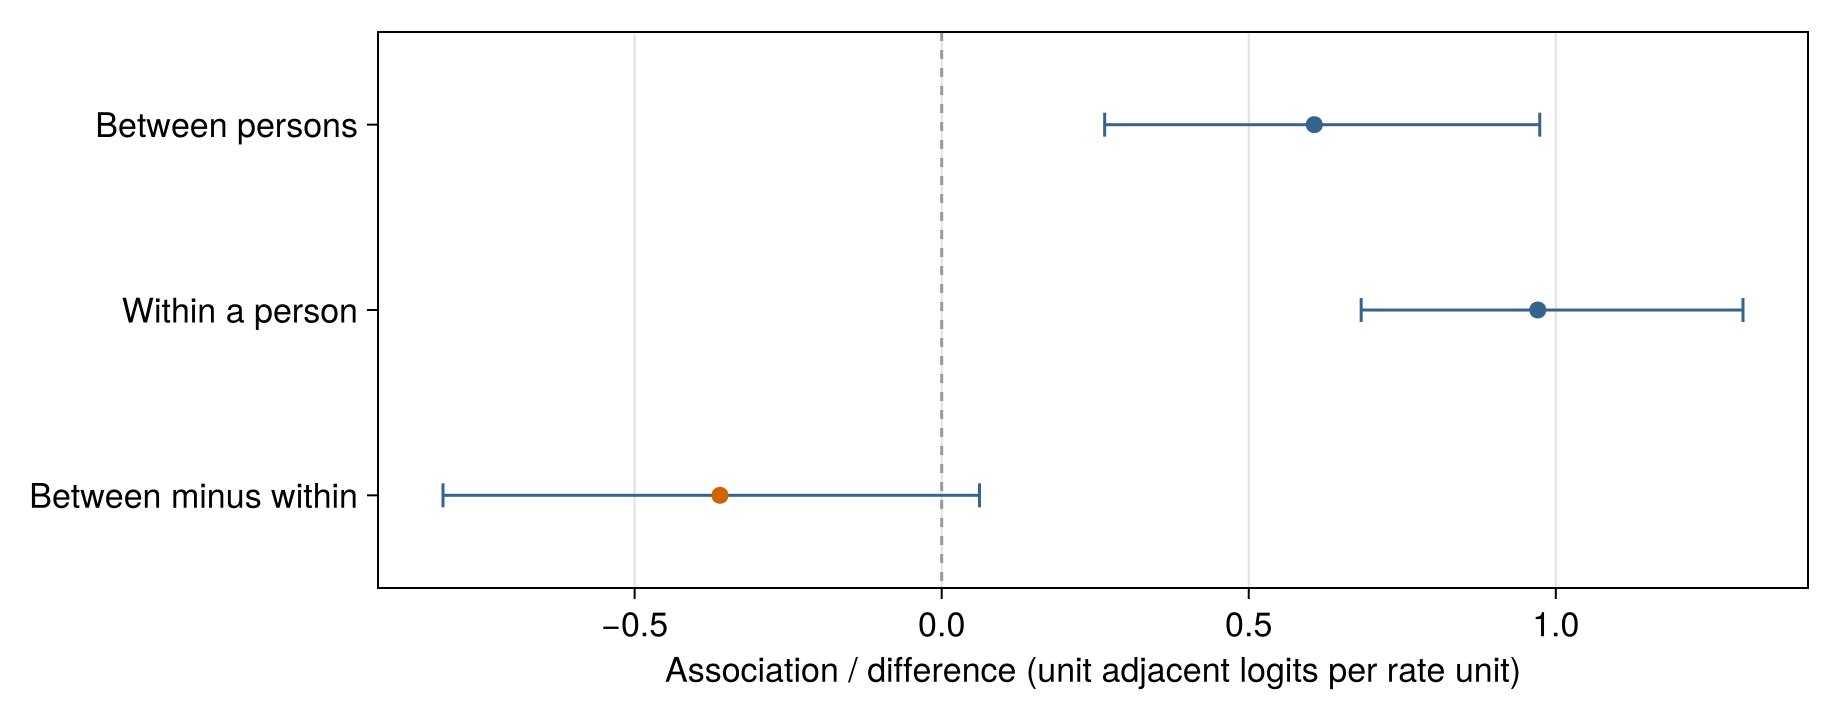 Between persons
Within a person
Between minus within
−0.5 0.0 0.5 1.0
Association / difference (unit adjacent logits per rate unit)